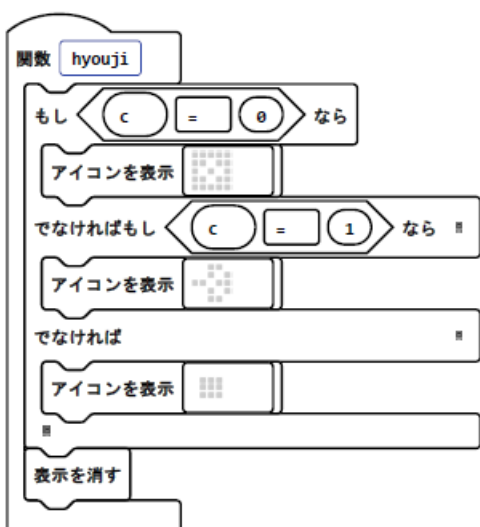 関数 hyouji
もし c = 0 なら
アイコンを表示
でなければもし c = 1 なら
アイコンを表示
でなければ
アイコンを表示
表示を消す